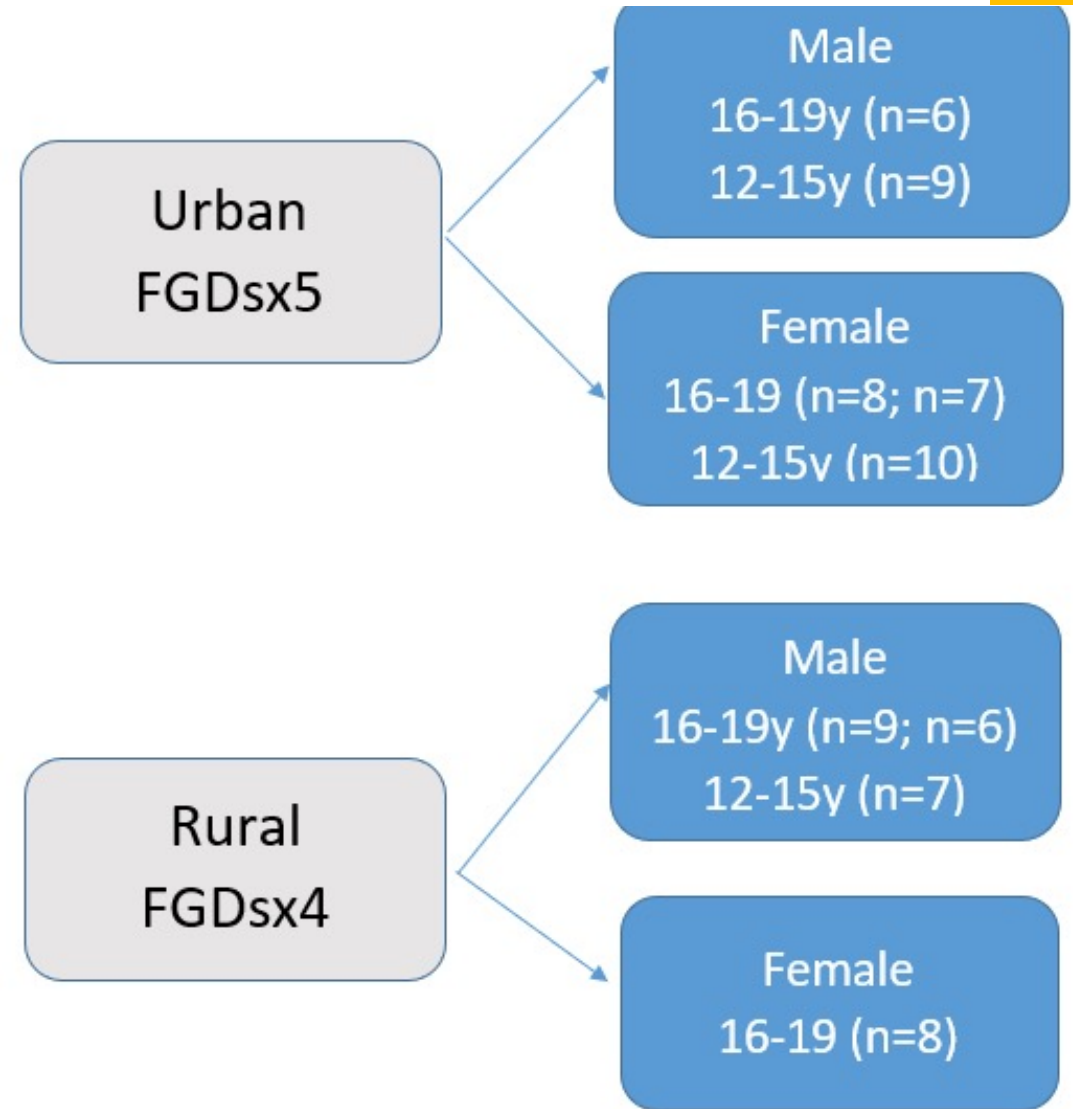 Urban
FGDsx5
Male
16-19y (n=6)
12-15y (n=9)
Female
16-19 (n=8; n=7)
12-15y (n=10)
Rural
FGDsx4
Male
16-19y (n=9; n=6)
12-15y (n=7)
Female
16-19 (n=8)